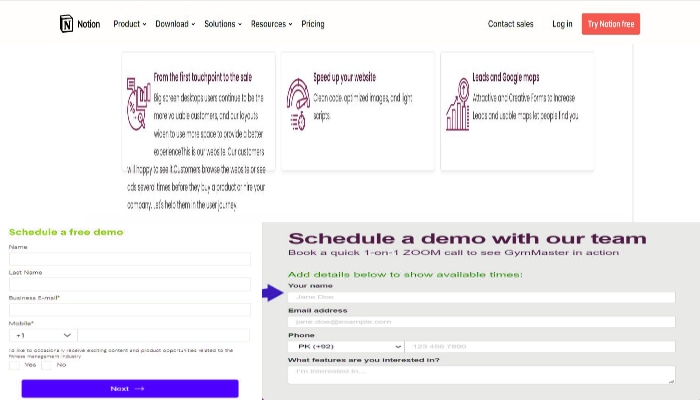 Notion
Product
Download
Solutions
Resources
Pricing
Contact sales
Log in
Try Notion free
From the first touchpoint to the sale
Big screen desktops users continue to be the
more valuable customers, and our layouts
widen to use more space to provide a better
experience.This is our website. Our customers
will happy to see it.Customers browse the website or see
ads several times before they buy a product or hire your
company. Let's help them in the user journey
Speed up your website
Clean code, optimized images, and light
scripts
Leads and Google maps
Attractive and Creative Forms to Increase
Leads and usable maps let people find you
Schedule a free demo
Name
Last Name
Business E-mail*
Mobile*
+1
I'd like to occasionally receive exciting content and product opportunities related to the
fitness management industry
Yes
No
Next →
Schedule a demo with our team
Book a quick 1-on-1 ZOOM call to see GymMaster in action
Add details below to show available times:
Your name
Jane Doe
Email address
jane.doe@example.com
Phone
PK (+92)
123 456 7890
What features are you interested in?
I'm interested in...